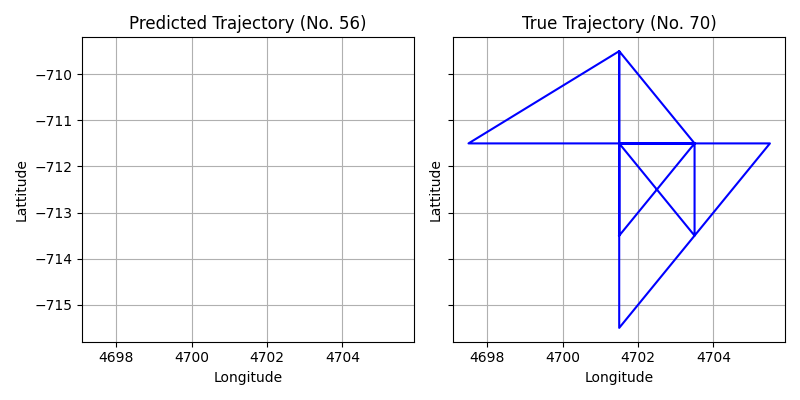 Predicted Trajectory (No. 56)
True Trajectory (No. 70)
Lattitude
−710
−711
−712
−713
−714
−715
4698 4700 4702 4704
Longitude
Lattitude
4698 4700 4702 4704
Longitude